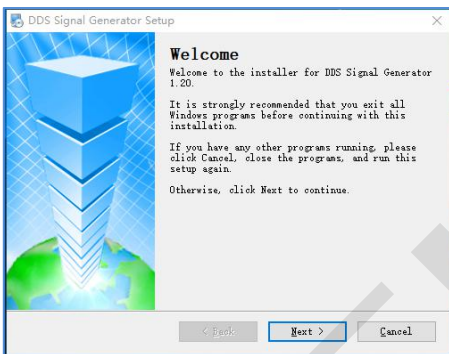 DDS Signal Generator Setup
Welcome
Welcome to the installer for DDS Signal Generator
1.20.
It is strongly recommended that you exit all
Windows programs before continuing with this
installation.
If you have any other programs running, please
click Cancel, close the programs, and run this
setup again.
Otherwise, click Next to continue.
< Back
Next >
Cancel